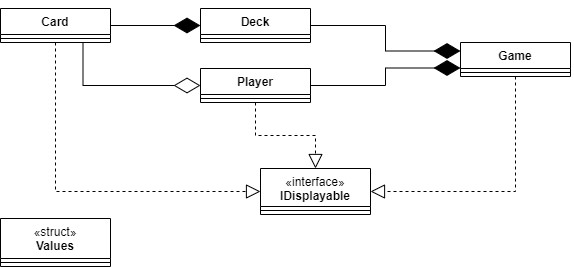 Card
Deck
Game
Player
«interface»
IDisplayable
«struct»
Values